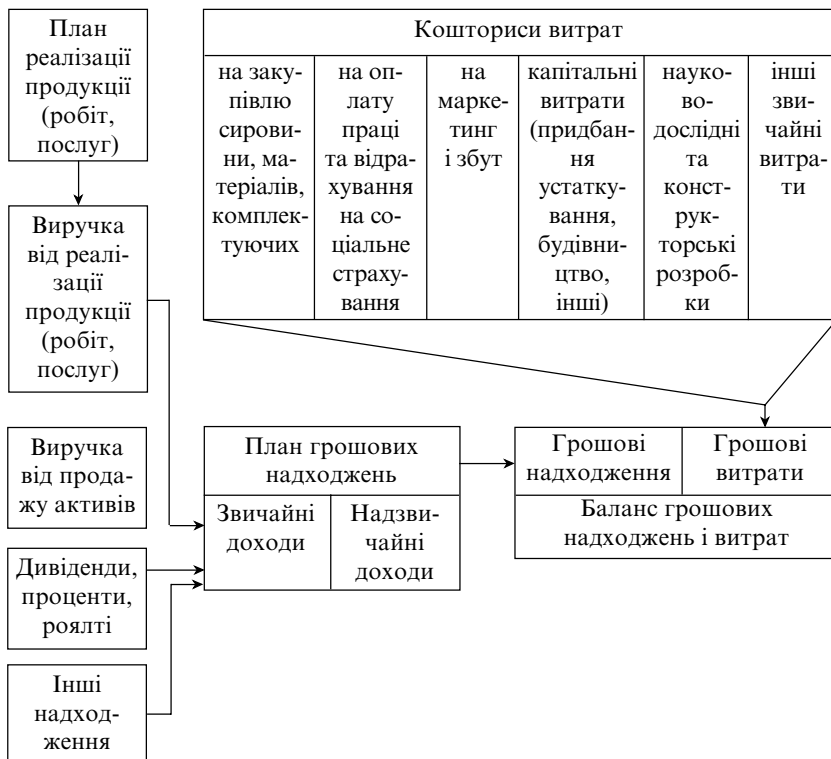 План
реалізації
продукції
(робіт,
послуг)
Кошториси витрат
на заку-
півлю
сирови-
ни, ма-
теріалів,
комплек-
туючих
на оп-
лату
праці
та відра-
хування
на со-
ціальне
страху-
вання
на
марке-
тинг
і збут
капітальні
витрати
(придбан-
ня
устатку-
вання,
будівни-
цтво,
інші)
науко-
во-
дослідні
та
конст-
рук-
торські
розроб-
ки
інші
зви-
чайні
витра-
ти
Виручка
від реалі-
зації
продукції
(робіт,
послуг)
Виручка
від прода-
жу активів
Дивіденди,
проценти,
роялті
Інші
надход-
ження
План грошових
надходжень
Звичайні
доходи
Надзви-
чайні
доходи
Грошові
надходження
Грошові
витрати
Баланс грошових
надходжень і витрат